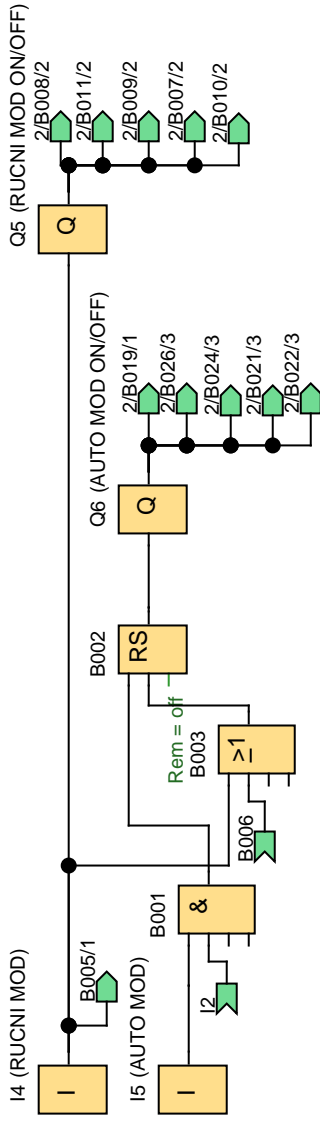 I4 (RUCNI MOD)
I
B005/1
I5 (AUTO MOD)
I
I2
B001
&
B006
B003
≥1
Rem = off
B002
RS
Q6 (AUTO MOD ON/OFF)
Q
2/B019/1
2/B026/3
2/B024/3
2/B021/3
2/B022/3
Q5 (RUCNI MOD ON/OFF)
Q
2/B008/2
2/B011/2
2/B009/2
2/B007/2
2/B010/2